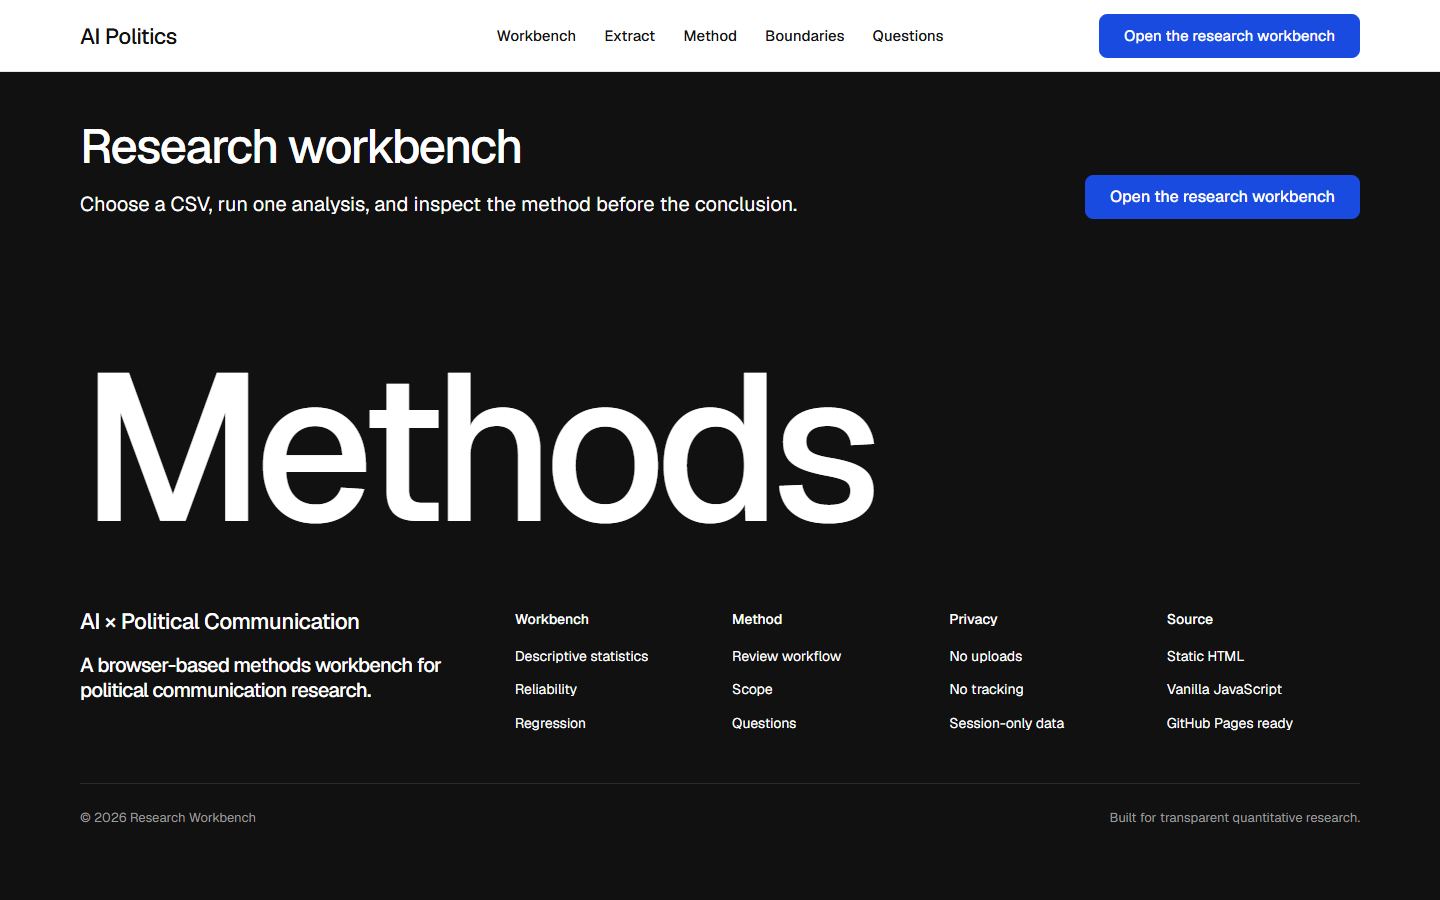 AI Politics
Workbench
Extract
Method
Boundaries
Questions
Open the research workbench
Research workbench
Choose a CSV, run one analysis, and inspect the method before the conclusion.
Open the research workbench
Methods
AI × Political Communication
A browser-based methods workbench for
political communication research.
Workbench
Descriptive statistics
Reliability
Regression
Method
Review workflow
Scope
Questions
Privacy
No uploads
No tracking
Session-only data
Source
Static HTML
Vanilla JavaScript
GitHub Pages ready
© 2026 Research Workbench
Built for transparent quantitative research.